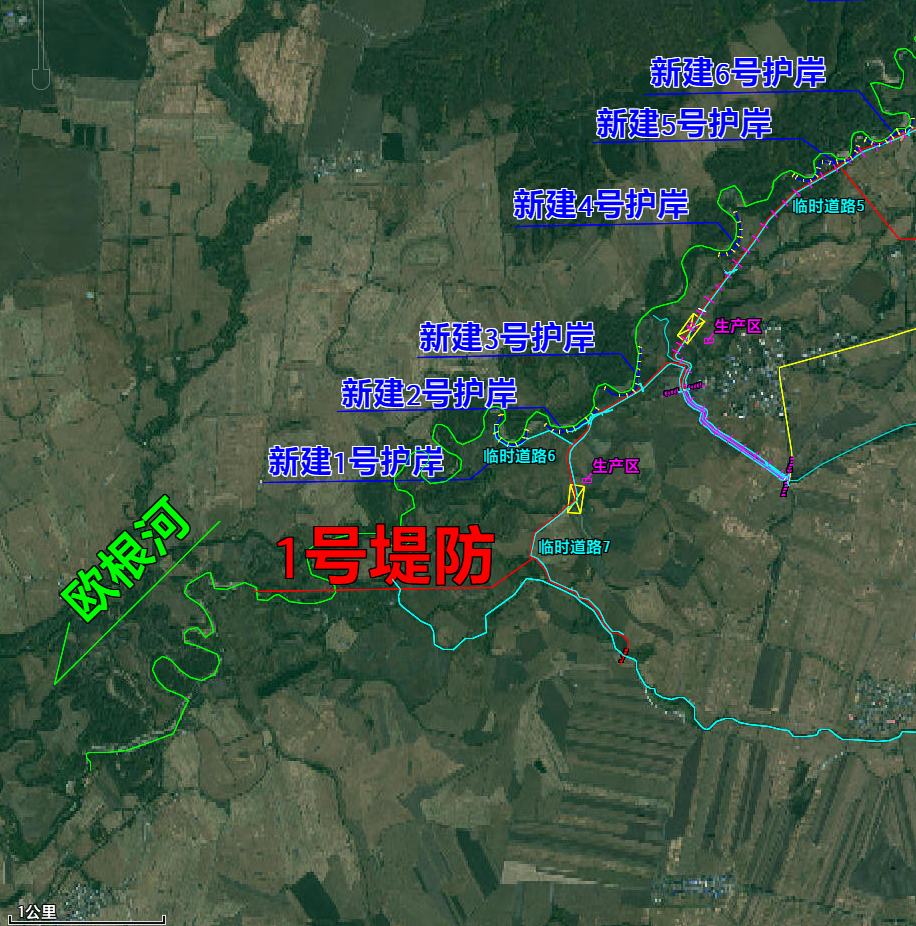 新建6号护岸
新建5号护岸
新建4号护岸
临时道路5
生产区
新建3号护岸
新建2号护岸
新建1号护岸
临时道路6
生产区
欧根河
1号堤防
临时道路7
1公里